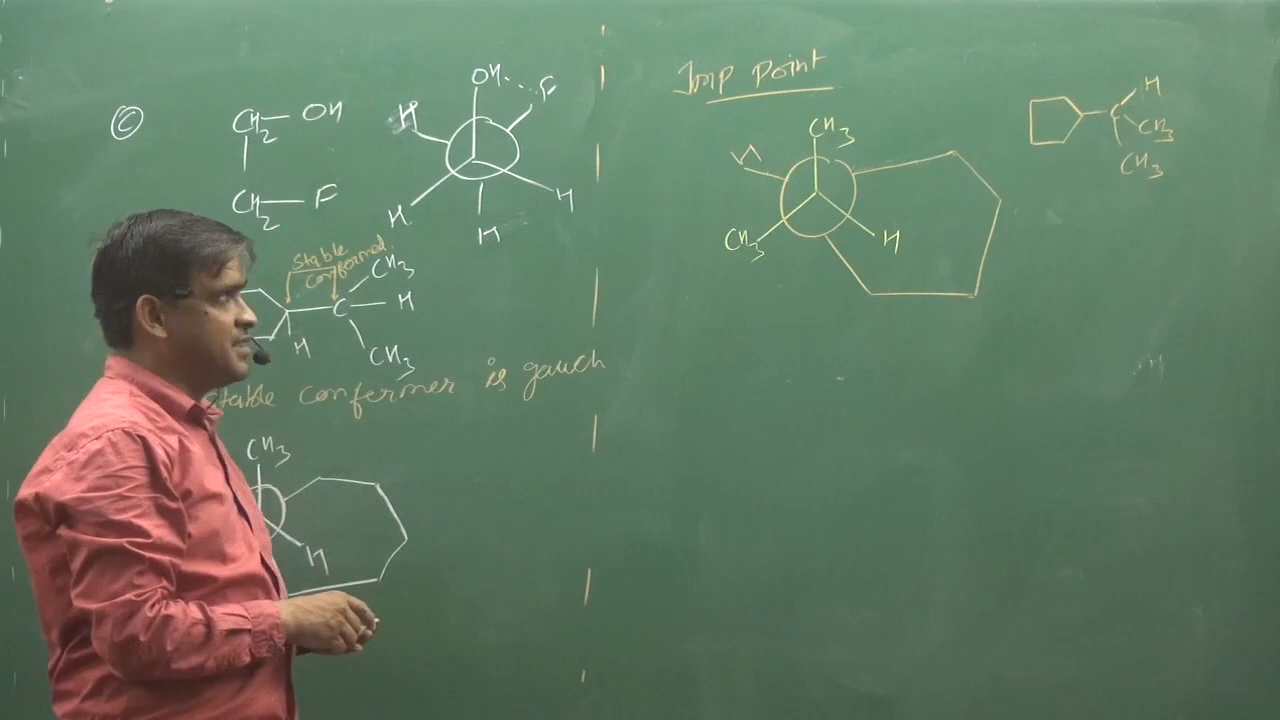 Imp point
©
CH2 — OH
CH2 — F
OH
F
H
H
H
H
stable
conformer.
CH3
C
H
H
CH3
stable conformer is gauch
CH3
H
CH3
H
CH3
H
H
C
CH3
CH3